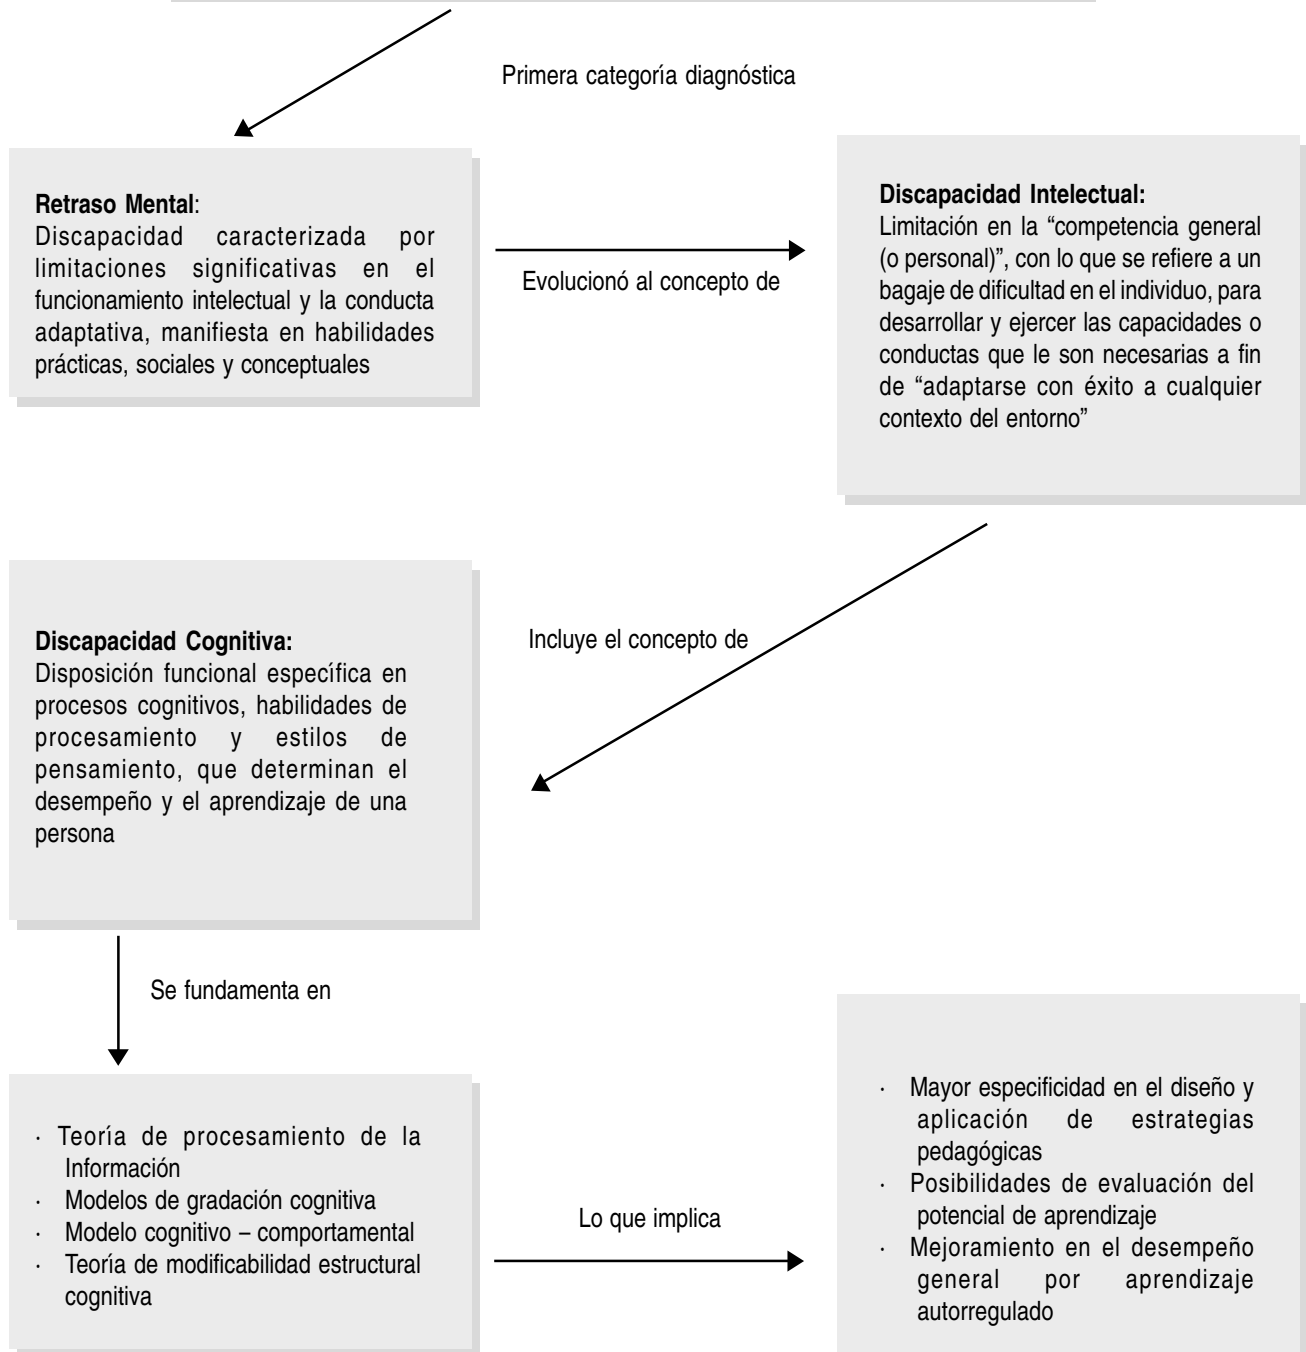 Primera categoría diagnóstica
Retraso Mental:
Discapacidad caracterizada por
limitaciones significativas en el
funcionamiento intelectual y la conducta
adaptativa, manifiesta en habilidades
prácticas, sociales y conceptuales
Evolucionó al concepto de
Discapacidad Intelectual:
Limitación en la “competencia general
(o personal)”, con lo que se refiere a un
bagaje de dificultad en el individuo, para
desarrollar y ejercer las capacidades o
conductas que le son necesarias a fin
de “adaptarse con éxito a cualquier
contexto del entorno”
Incluye el concepto de
Discapacidad Cognitiva:
Disposición funcional específica en
procesos cognitivos, habilidades de
procesamiento y estilos de
pensamiento, que determinan el
desempeño y el aprendizaje de una
persona
Se fundamenta en
· Teoría de procesamiento de la
Información
· Modelos de gradación cognitiva
· Modelo cognitivo – comportamental
· Teoría de modificabilidad estructural
cognitiva
Lo que implica
· Mayor especificidad en el diseño y
aplicación de estrategias
pedagógicas
· Posibilidades de evaluación del
potencial de aprendizaje
· Mejoramiento en el desempeño
general por aprendizaje
autorregulado